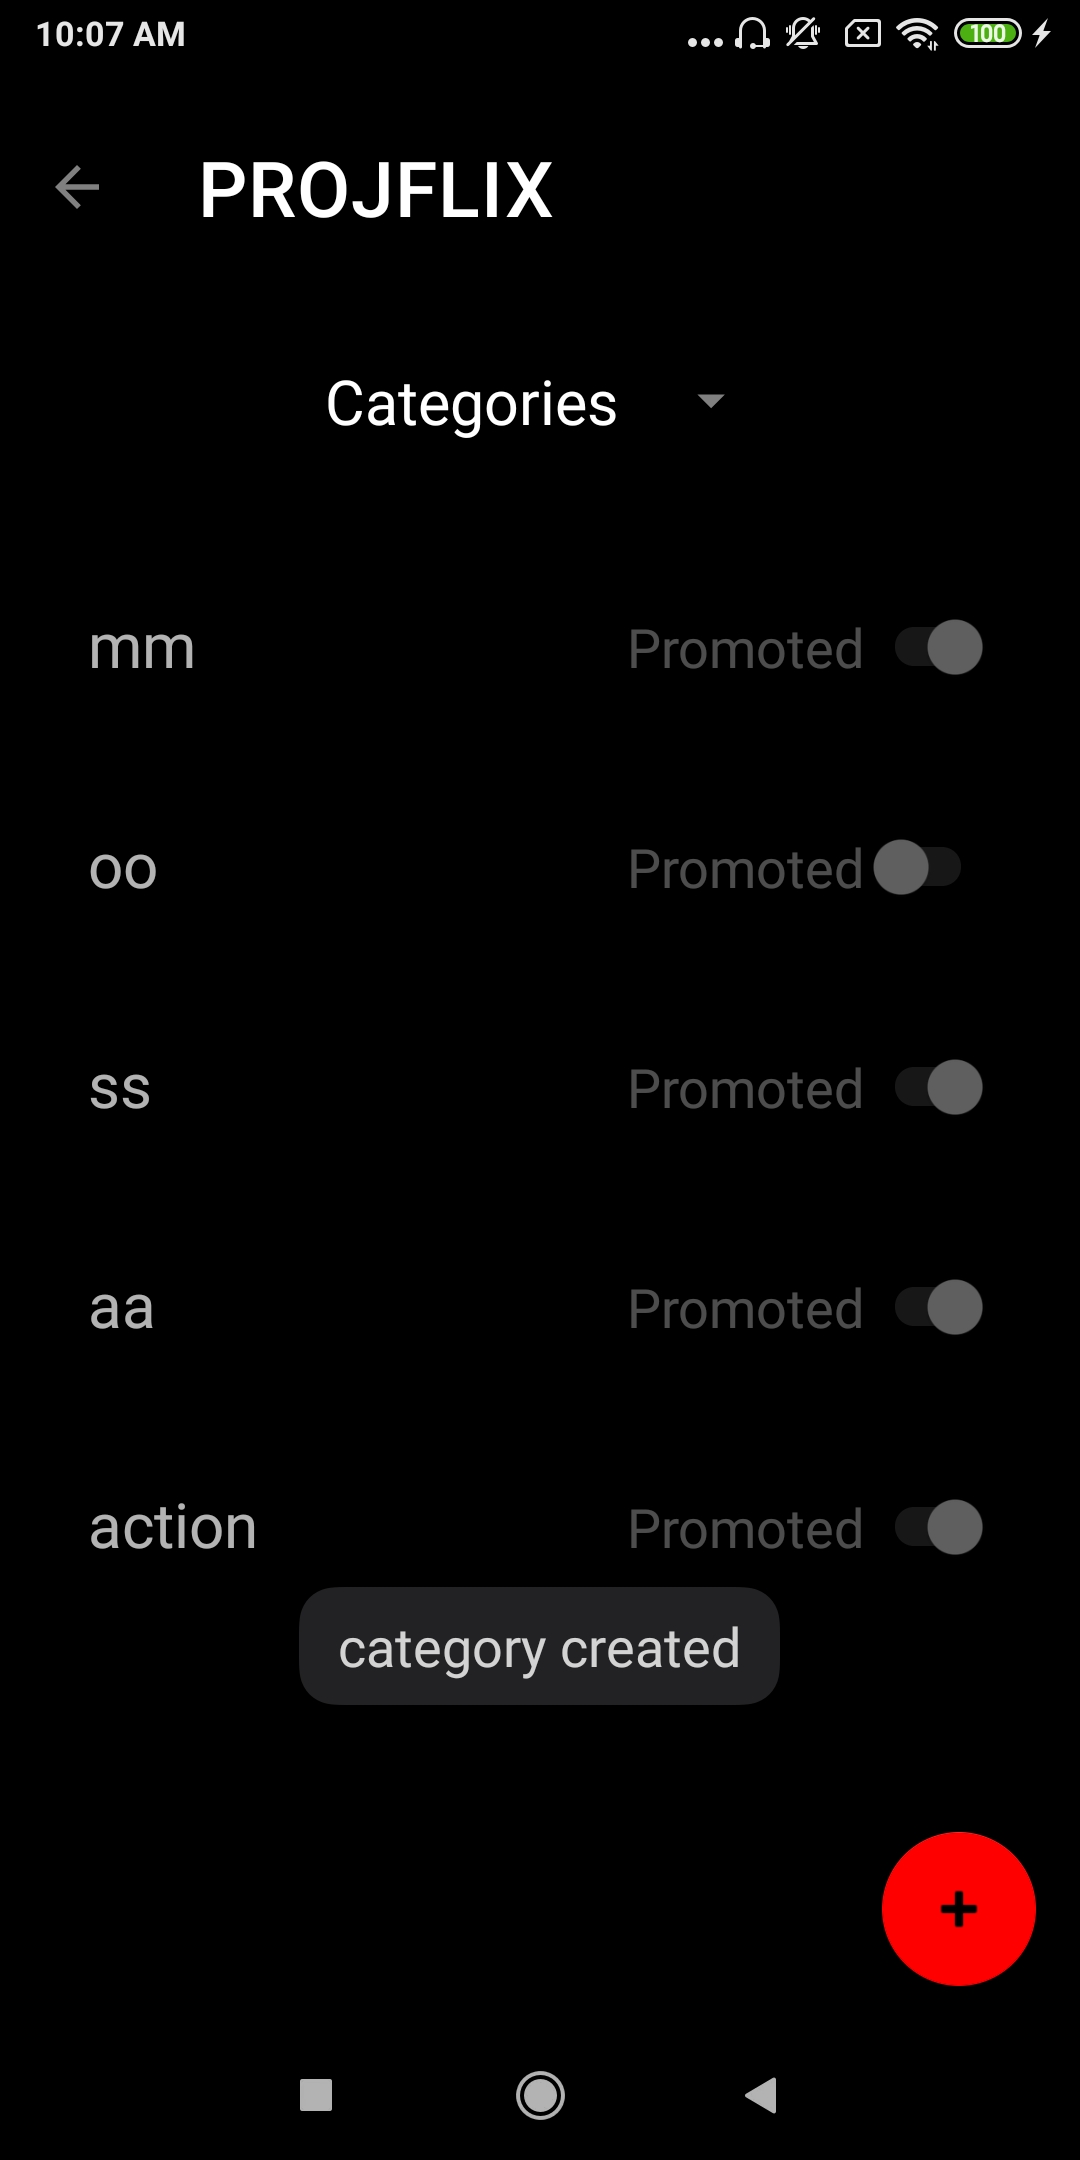 10:07 AM
100
PROJFLIX
Categories
mm Promoted
oo Promoted
ss Promoted
aa Promoted
action Promoted
category created